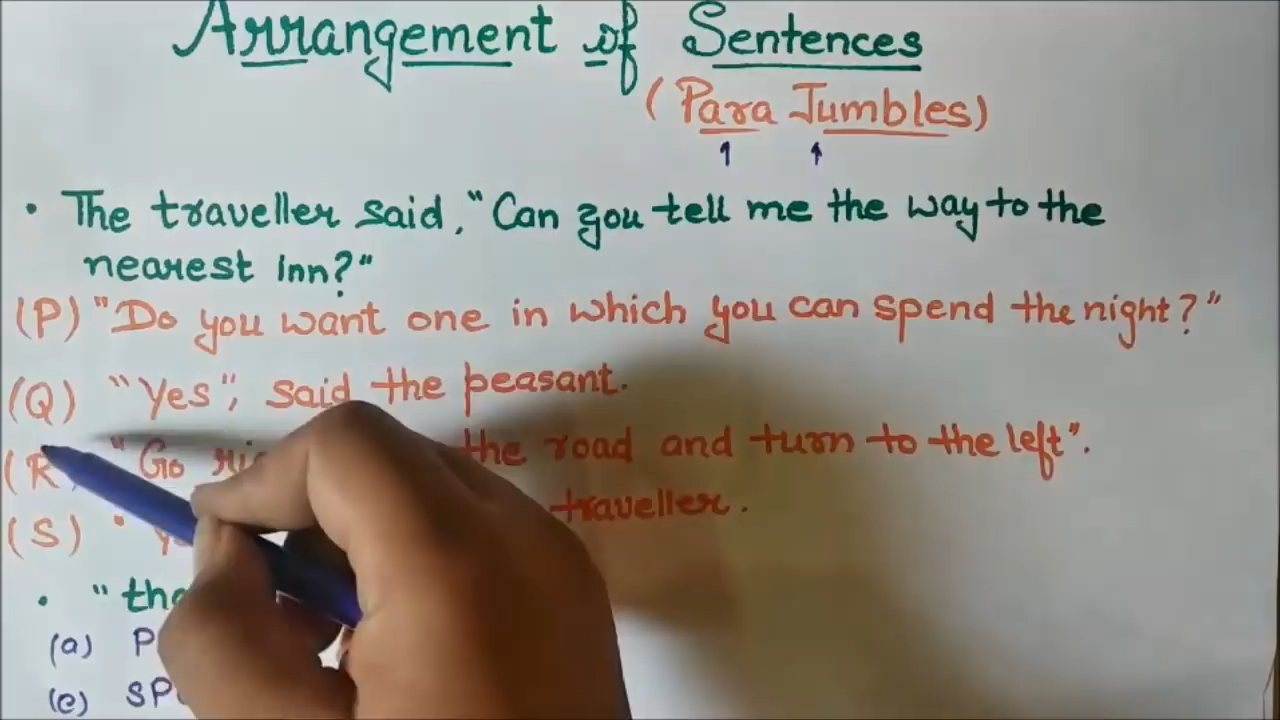 Arrangement of Sentences
(Para Jumbles)
• The traveller said, "Can you tell me the way to the
nearest inn?"
(P) "Do you want one in which you can spend the night?"
(Q) "Yes", said the peasant.
(R) "Go the road and turn to the left".
(S) traveller.
• "
(a)
(e)